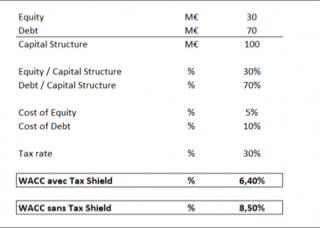 Equity M€ 30
Debt M€ 70
Capital Structure M€ 100
Equity / Capital Structure % 30%
Debt / Capital Structure % 70%
Cost of Equity % 5%
Cost of Debt % 10%
Tax rate % 30%
WACC avec Tax Shield % 6,40%
WACC sans Tax Shield % 8,50%